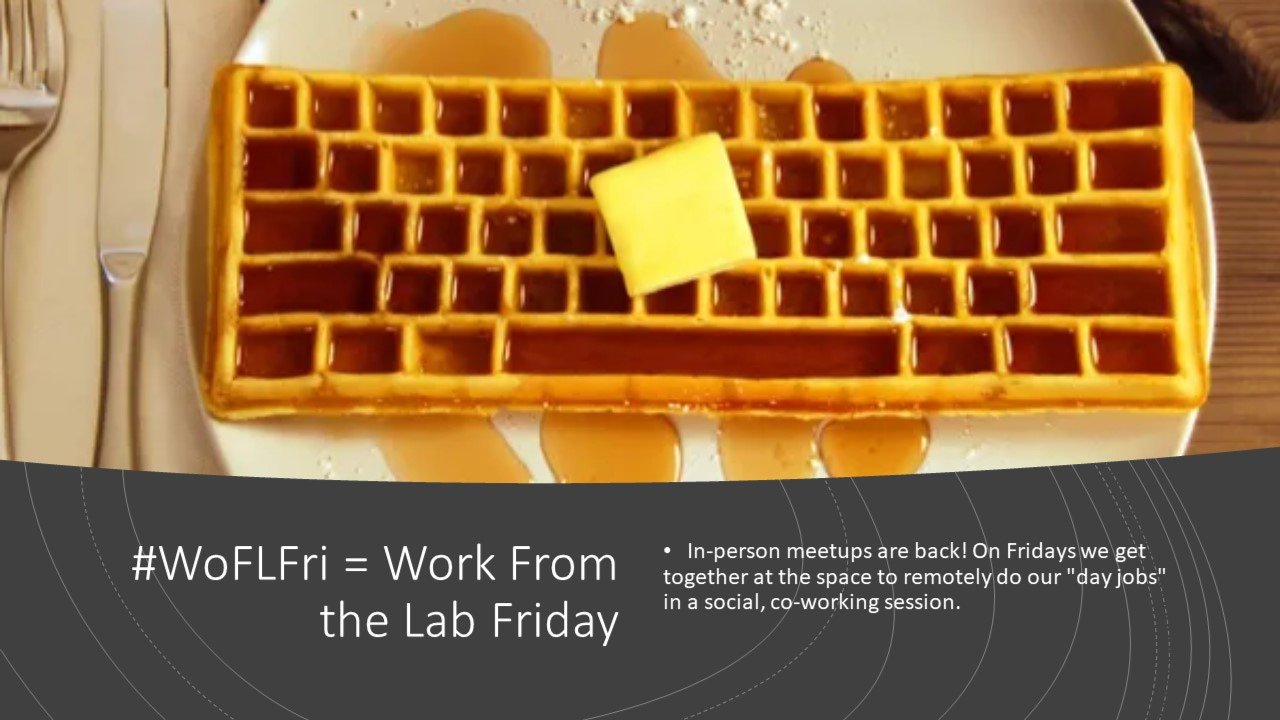 #WoFLFri = Work From
the Lab Friday
• In-person meetups are back! On Fridays we get
together at the space to remotely do our "day jobs"
in a social, co-working session.